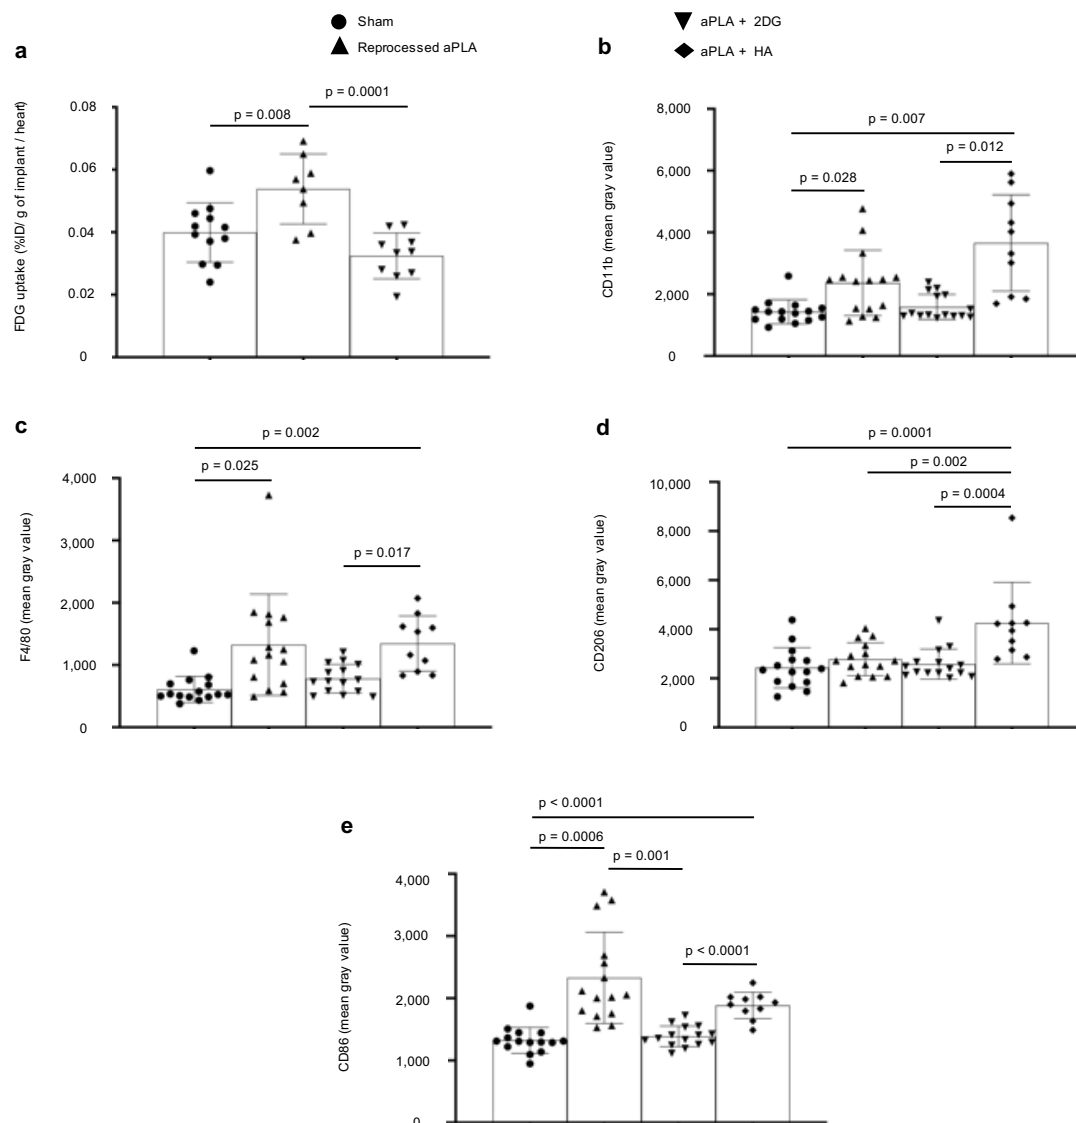 Sham
Reprocessed aPLA
aPLA + 2DG
aPLA + HA
a
FDG uptake (%ID/ g of implant / heart)
0.08
0.06
0.04
0.02
0
p = 0.008
p = 0.0001
b
CD11b (mean gray value)
8,000
6,000
4,000
2,000
0
p = 0.007
p = 0.012
p = 0.028
c
F4/80 (mean gray value)
4,000
3,000
2,000
1,000
0
p = 0.002
p = 0.025
p = 0.017
d
CD206 (mean gray value)
10,000
8,000
6,000
4,000
2,000
0
p = 0.0001
p = 0.002
p = 0.0004
e
CD86 (mean gray value)
4,000
3,000
2,000
1,000
0
p < 0.0001
p = 0.0006
p = 0.001
p < 0.0001